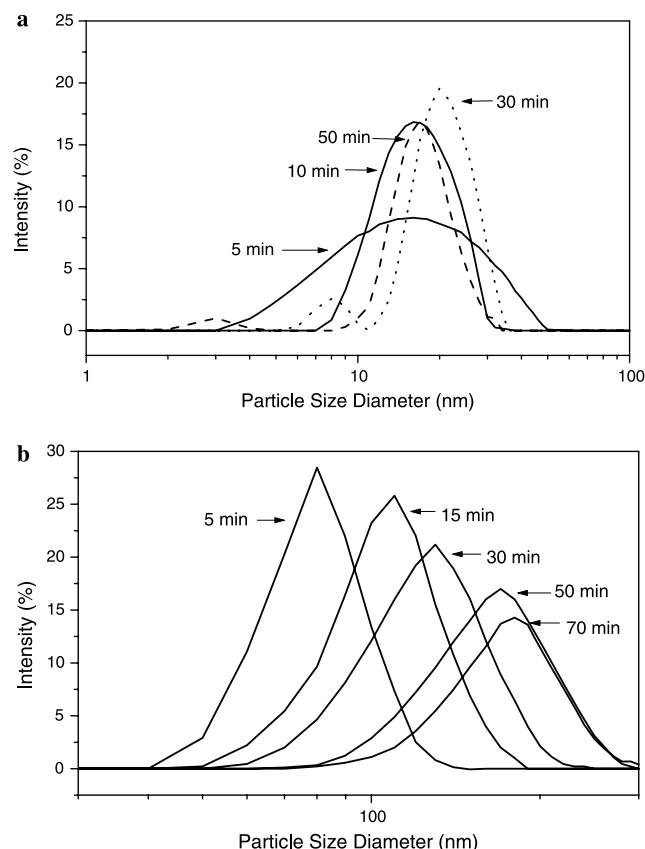 a
25
20
15
10
5
0
Intensity (%)
30 min
50 min
10 min
5 min
1
10
100
Particle Size Diameter (nm)
b
30
25
20
15
10
5
0
Intensity (%)
5 min
15 min
30 min
50 min
70 min
100
Particle Size Diameter (nm)